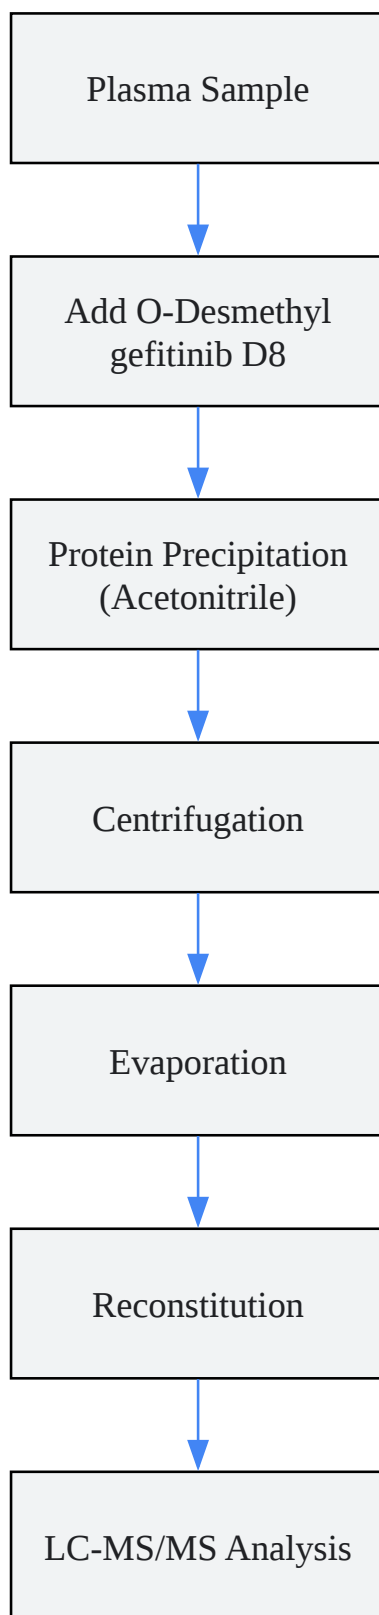 Plasma Sample
Add O-Desmethyl
gefitinib D8
Protein Precipitation
(Acetonitrile)
Centrifugation
Evaporation
Reconstitution
LC-MS/MS Analysis